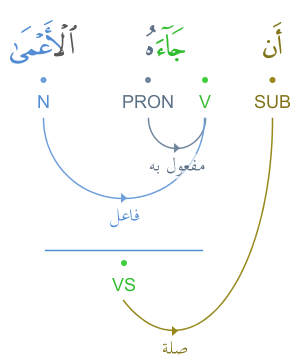 أَن جَآءَهُ ٱلْأَعْمَىٰ
SUB V PRON N
مفعول به
فاعل
VS
صلة